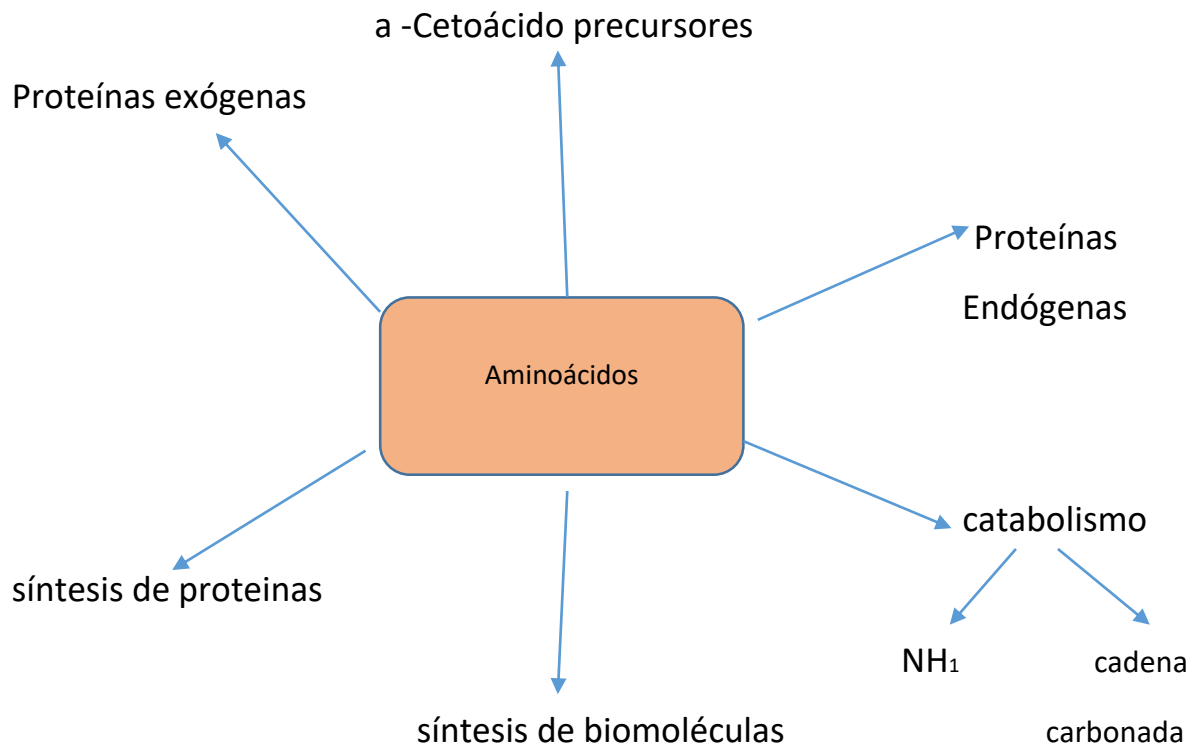 a -Cetoácido precursores
Proteínas exógenas
Proteínas
Endógenas
Aminoácidos
catabolismo
síntesis de proteinas
NH₁
cadena
síntesis de biomoléculas
carbonada